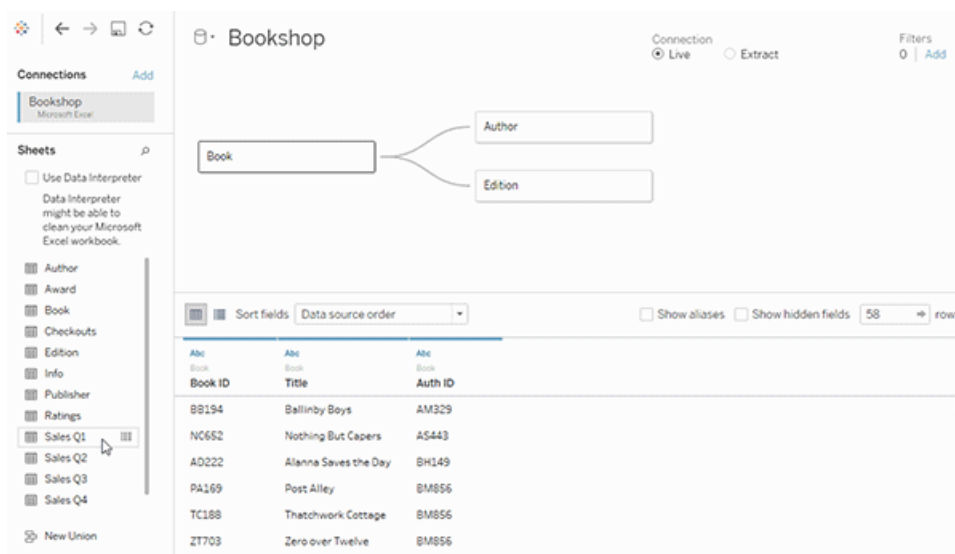 Bookshop
Connection
Live
Extract
Filters
0 | Add
Connections
Add
Bookshop
Microsoft Excel
Sheets
Use Data Interpreter
Data Interpreter
might be able to
clean your Microsoft
Excel workbook.
Author
Award
Book
Checkouts
Edition
Info
Publisher
Ratings
Sales Q1
Sales Q2
Sales Q3
Sales Q4
New Union
Book
Author
Edition
Sort fields
Data source order
Show aliases
Show hidden fields
58
row
Abc Abc Abc
Book Book Book
Book ID Title Auth ID
BB194 Ballinby Boys AM329
NC652 Nothing But Capers AS443
AD222 Alanna Saves the Day BH149
PA169 Post Alley BM856
TC188 Thatchwork Cottage BM856
ZT703 Zero over Twelve BM856